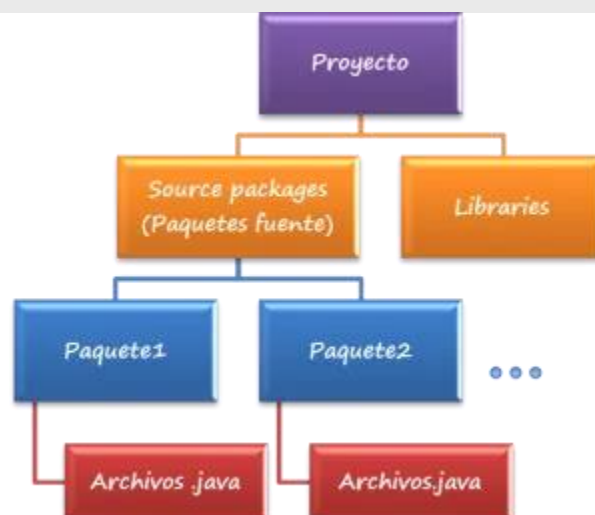 Proyecto
Source packages
(Paquetes fuente)
Libraries
Paquete1
Paquete2
Archivos .java
Archivos.java